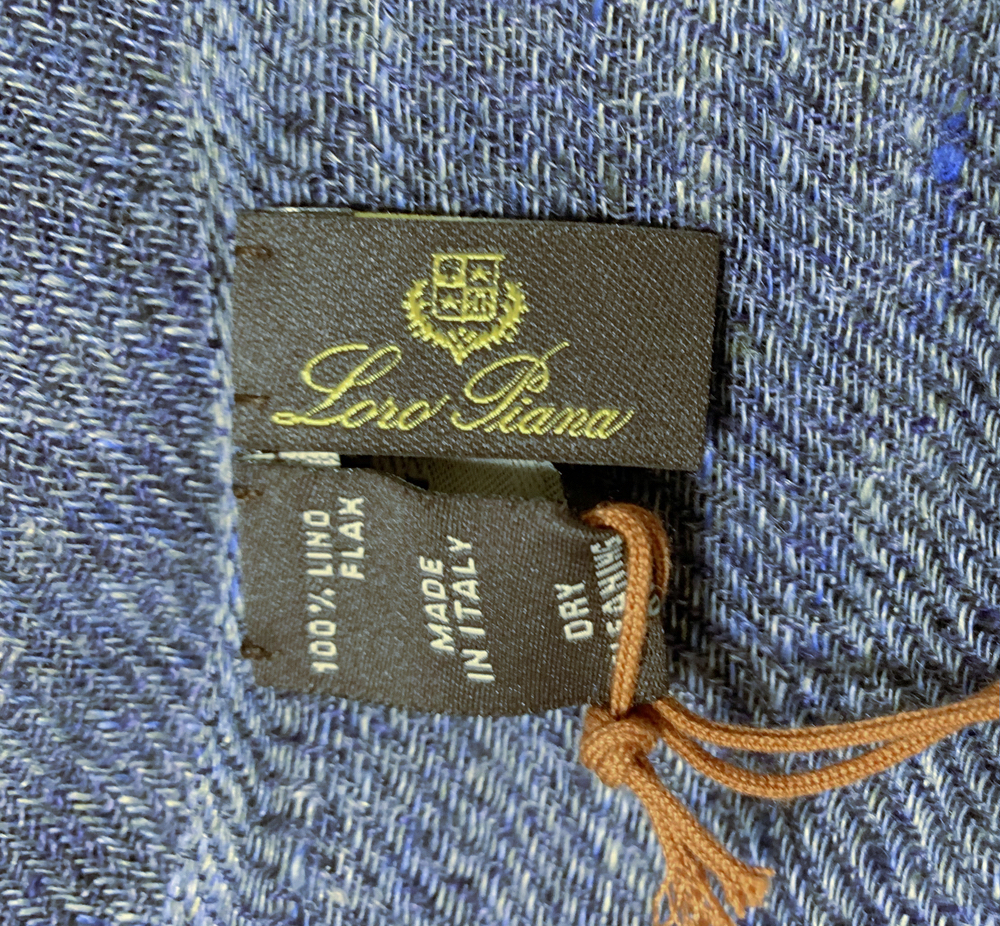 Loro Piana
100% LINO
FLAX
MADE
IN ITALY
DRY